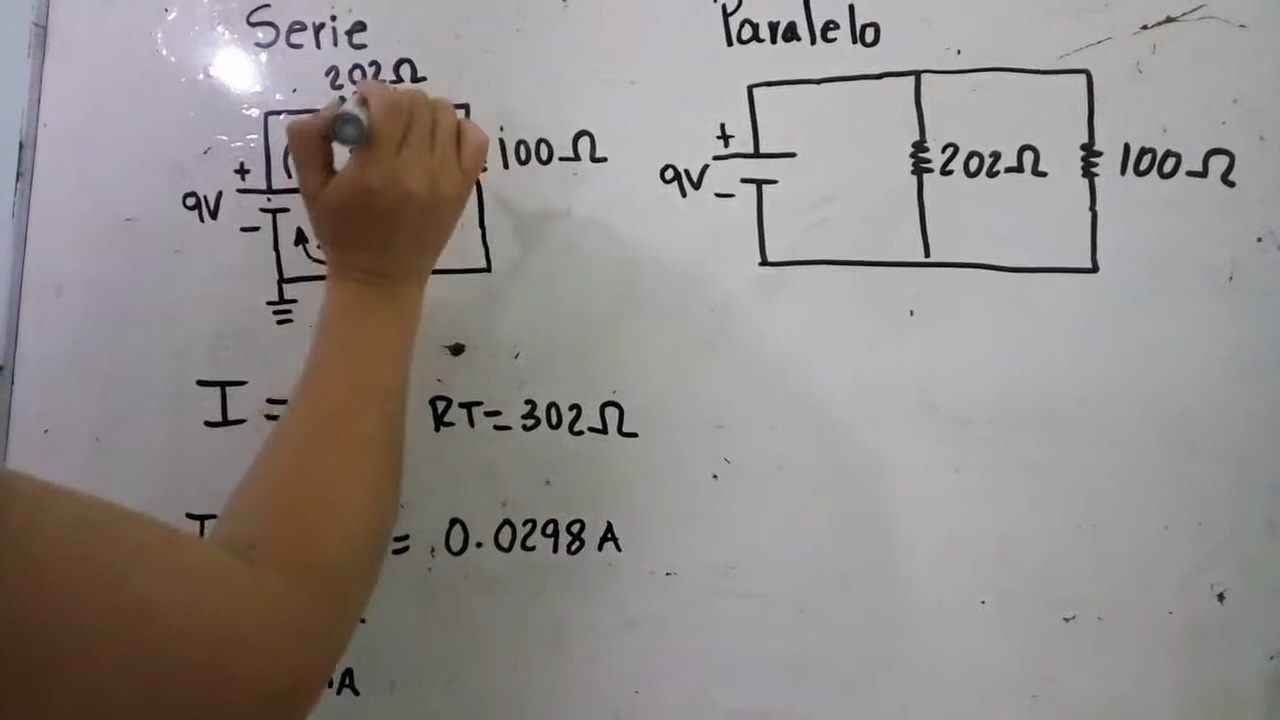 Serie
202Ω
+
100Ω
9V
-
I =
RT=302Ω
= 0.0298 A
A
Paralelo
+
9V
-
202Ω
100Ω